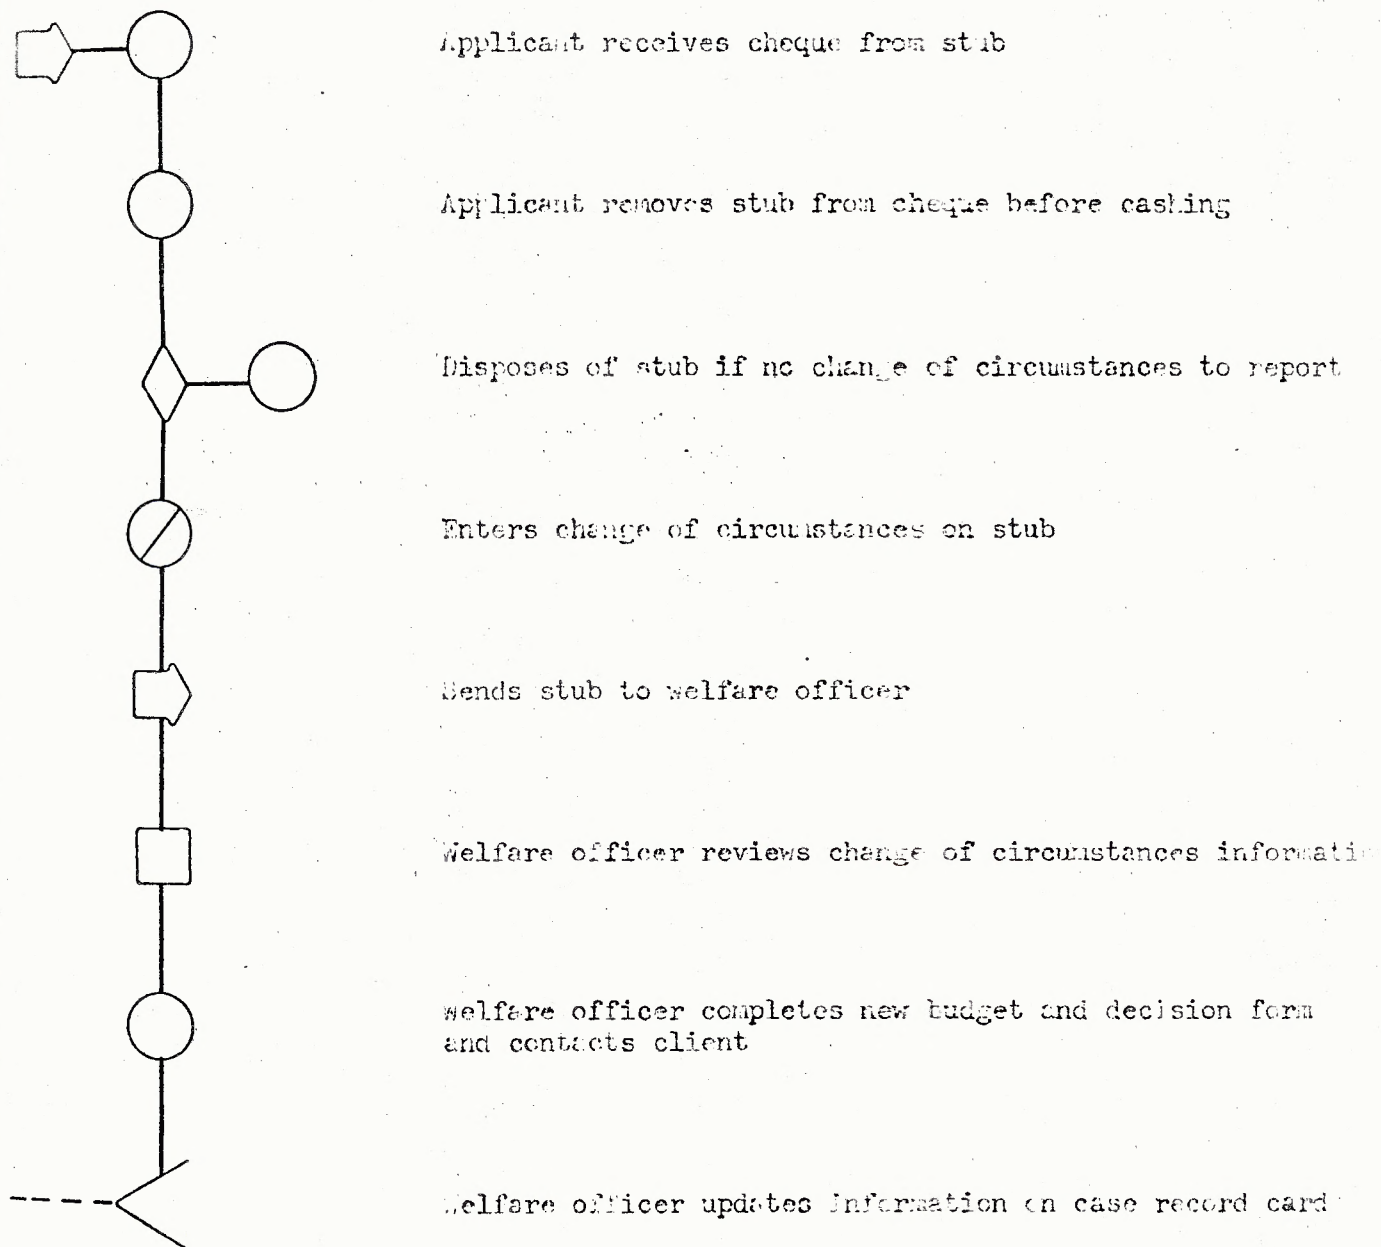 Applicant receives cheque from stub
Applicant removes stub from cheque before cashing
Disposes of stub if no change of circumstances to report
Enters change of circumstances on stub
Sends stub to welfare officer
Welfare officer reviews change of circumstances informati
Welfare officer completes new budget and decision form
and contacts client
Welfare officer updates information on case record card